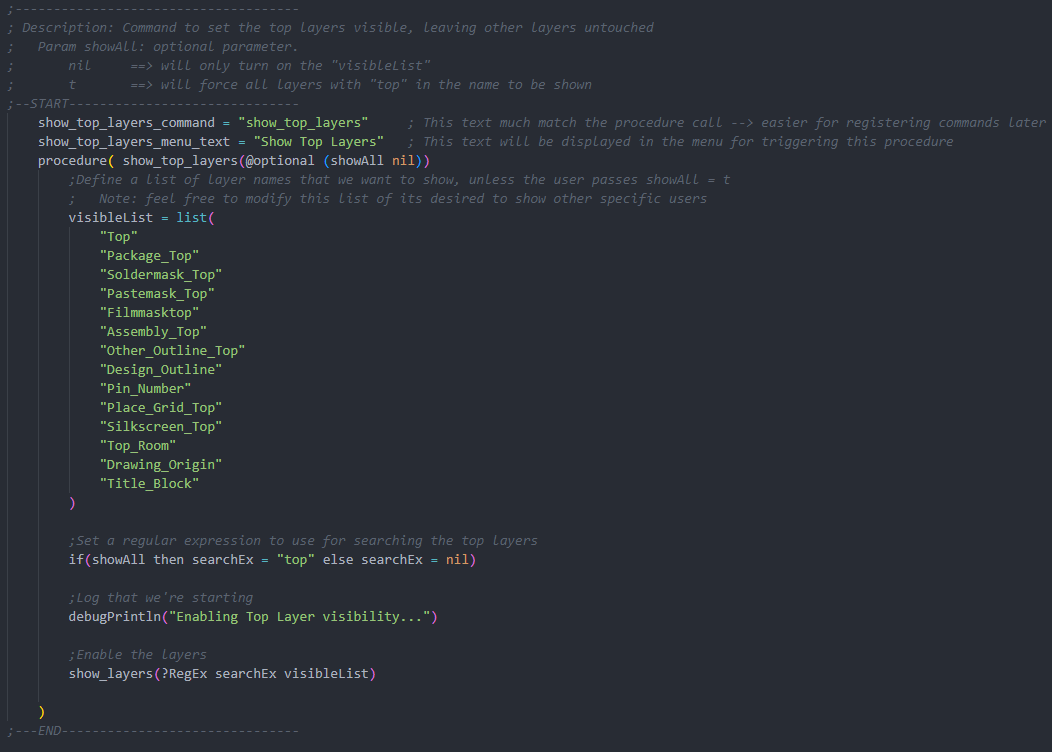 ;-------------------------------------
; Description: Command to set the top layers visible, leaving other layers untouched
;   Param showAll: optional parameter.
;       nil     ==> will only turn on the "visibleList"
;       t       ==> will force all layers with "top" in the name to be shown
;--START------------------------------
    show_top_layers_command = "show_top_layers"     ; This text much match the procedure call --> easier for registering commands later
    show_top_layers_menu_text = "Show Top Layers"   ; This text will be displayed in the menu for triggering this procedure
    procedure( show_top_layers(@optional (showAll nil))
        ;Define a list of layer names that we want to show, unless the user passes showAll = t
        ;   Note: feel free to modify this list of its desired to show other specific users
        visibleList = list(
            "Top"
            "Package_Top"
            "Soldermask_Top"
            "Pastemask_Top"
            "Filmmasktop"
            "Assembly_Top"
            "Other_Outline_Top"
            "Design_Outline"
            "Pin_Number"
            "Place_Grid_Top"
            "Silkscreen_Top"
            "Top_Room"
            "Drawing_Origin"
            "Title_Block"
        )
        ;Set a regular expression to use for searching the top layers
        if(showAll then searchEx = "top" else searchEx = nil)
        ;Log that we're starting
        debugPrintln("Enabling Top Layer visibility...")
        ;Enable the layers
        show_layers(?RegEx searchEx visibleList)
    )
;---END-------------------------------